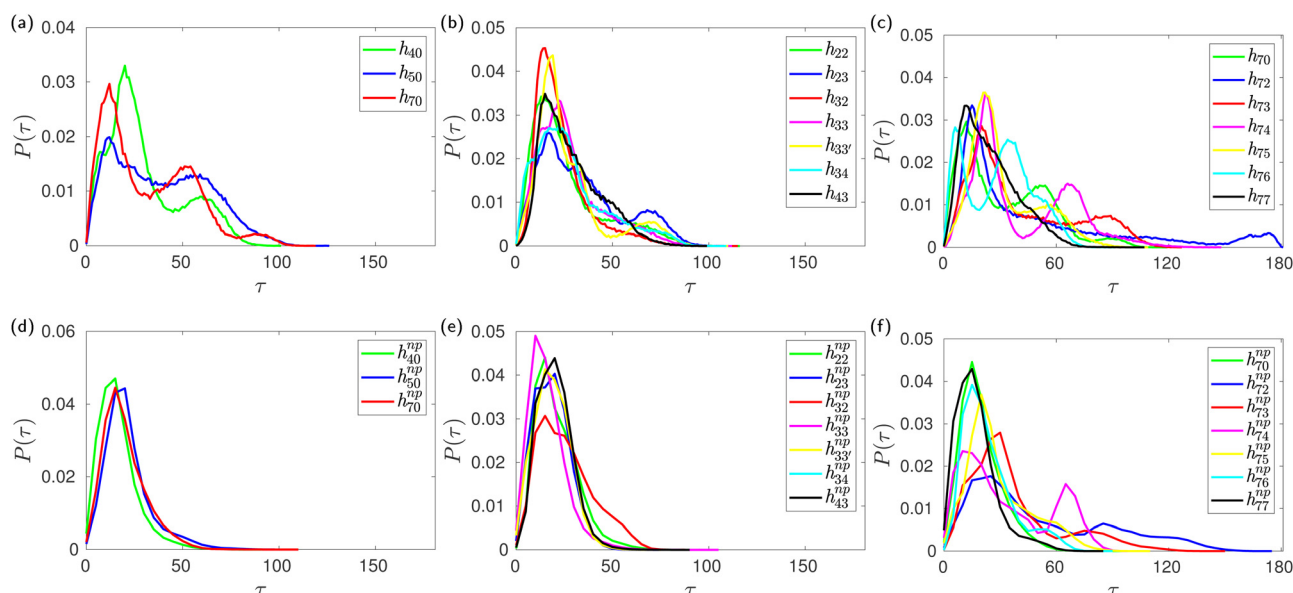 (a)
0.04
0.03
0.02
0.01
0
P(τ)
0 50 100 150
τ
h₄₀
h₅₀
h₇₀
(b)
0.05
0.04
0.03
0.02
0.01
0
P(τ)
0 50 100 150
τ
h₂₂
h₂₃
h₃₂
h₃₃
h₃₃′
h₃₄
h₄₃
(c)
0.05
0.04
0.03
0.02
0.01
0
P(τ)
0 60 120 180
τ
h₇₀
h₇₂
h₇₃
h₇₄
h₇₅
h₇₆
h₇₇
(d)
0.06
0.04
0.02
0
P(τ)
0 50 100 150
τ
h₄₀ⁿᵖ
h₅₀ⁿᵖ
h₇₀ⁿᵖ
(e)
0.05
0.04
0.03
0.02
0.01
0
P(τ)
0 50 100 150
τ
h₂₂ⁿᵖ
h₂₃ⁿᵖ
h₃₂ⁿᵖ
h₃₃ⁿᵖ
h₃₃′ⁿᵖ
h₃₄ⁿᵖ
h₄₃ⁿᵖ
(f)
0.05
0.04
0.03
0.02
0.01
0
P(τ)
0 60 120 180
τ
h₇₀ⁿᵖ
h₇₂ⁿᵖ
h₇₃ⁿᵖ
h₇₄ⁿᵖ
h₇₅ⁿᵖ
h₇₆ⁿᵖ
h₇₇ⁿᵖ